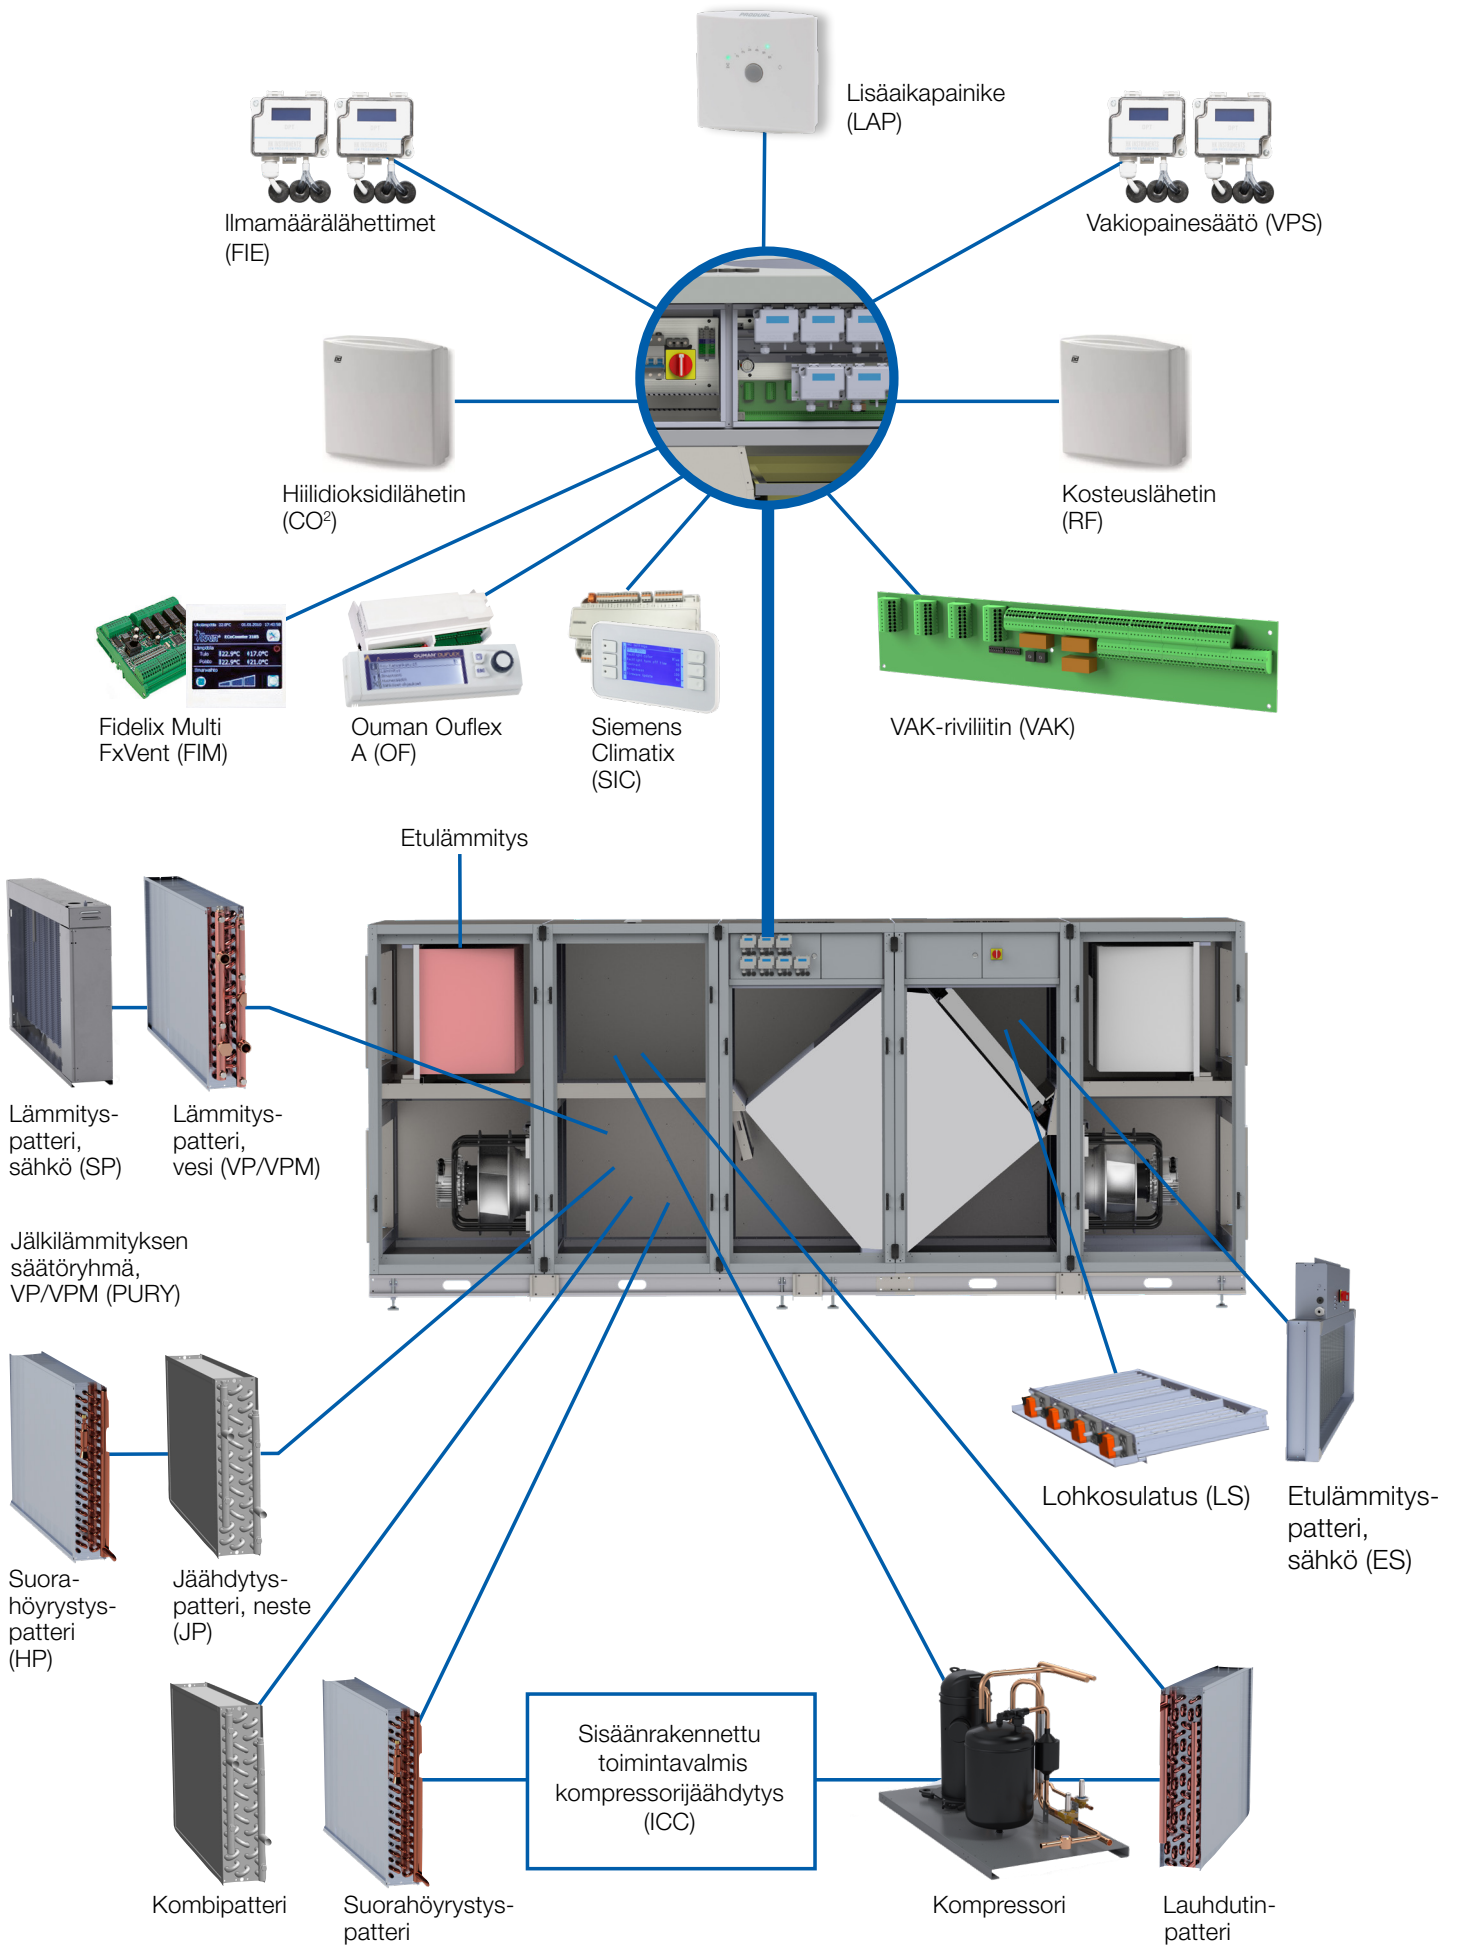 Lisäaikapainike
(LAP)
Ilmamäärälähettimet
(FIE)
Vakiopainesäätö (VPS)
Hiilidioksidilähetin
(CO²)
Kosteuslähetin
(RF)
Fidelix Multi
FxVent (FIM)
Ouman Ouflex
A (OF)
Siemens
Climatix
(SIC)
VAK-riviliitin (VAK)
Etulämmitys
Lämmitys-
patteri,
sähkö (SP)
Lämmitys-
patteri,
vesi (VP/VPM)
Jälkilämmityksen
säätöryhmä,
VP/VPM (PURY)
Suora-
höyrystys-
patteri
(HP)
Jäähdytys-
patteri, neste
(JP)
Lohkosulatus (LS)
Etulämmitys-
patteri,
sähkö (ES)
Kombipatteri
Suorahöyrystys-
patteri
Sisäänrakennettu
toimintavalmis
kompressorijäähdytys
(ICC)
Kompressori
Lauhdutin-
patteri